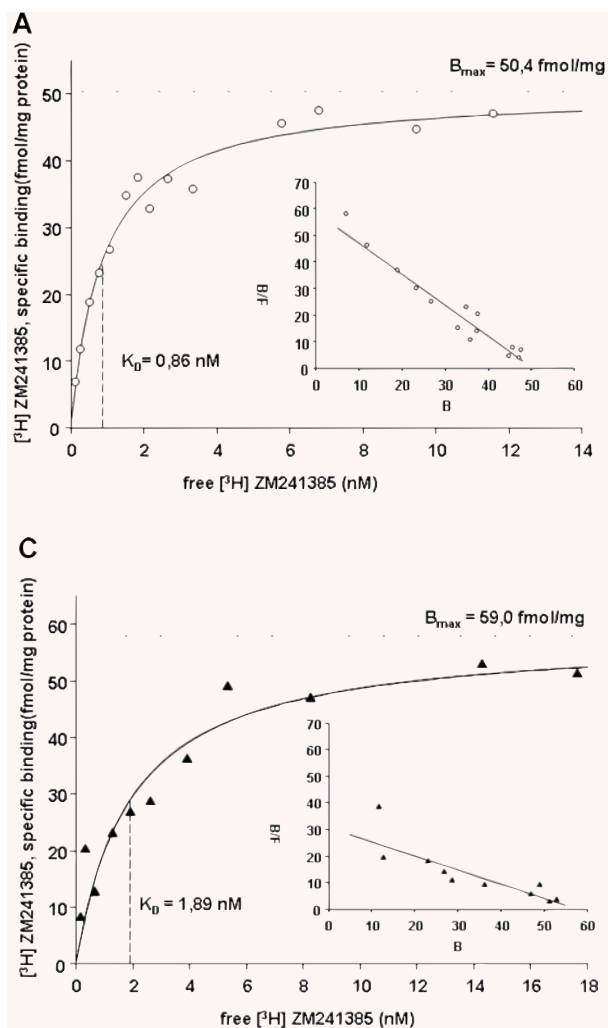 A
B_max = 50,4 fmol/mg
[³H] ZM241385, specific binding(fmol/mg protein)
60
50
40
30
20
10
0
K_D= 0,86 nM
70
60
50
40
30
20
10
0
B/F
0 10 20 30 40 50 60
B
0 2 4 6 8 10 12 14
free [³H] ZM241385 (nM)
C
B_max = 59,0 fmol/mg
[³H] ZM241385, specific binding(fmol/mg protein)
60
50
40
30
20
10
0
K_D = 1,89 nM
70
60
50
40
30
20
10
0
B/F
0 10 20 30 40 50 60
B
0 2 4 6 8 10 12 14 16 18
free [³H] ZM241385 (nM)